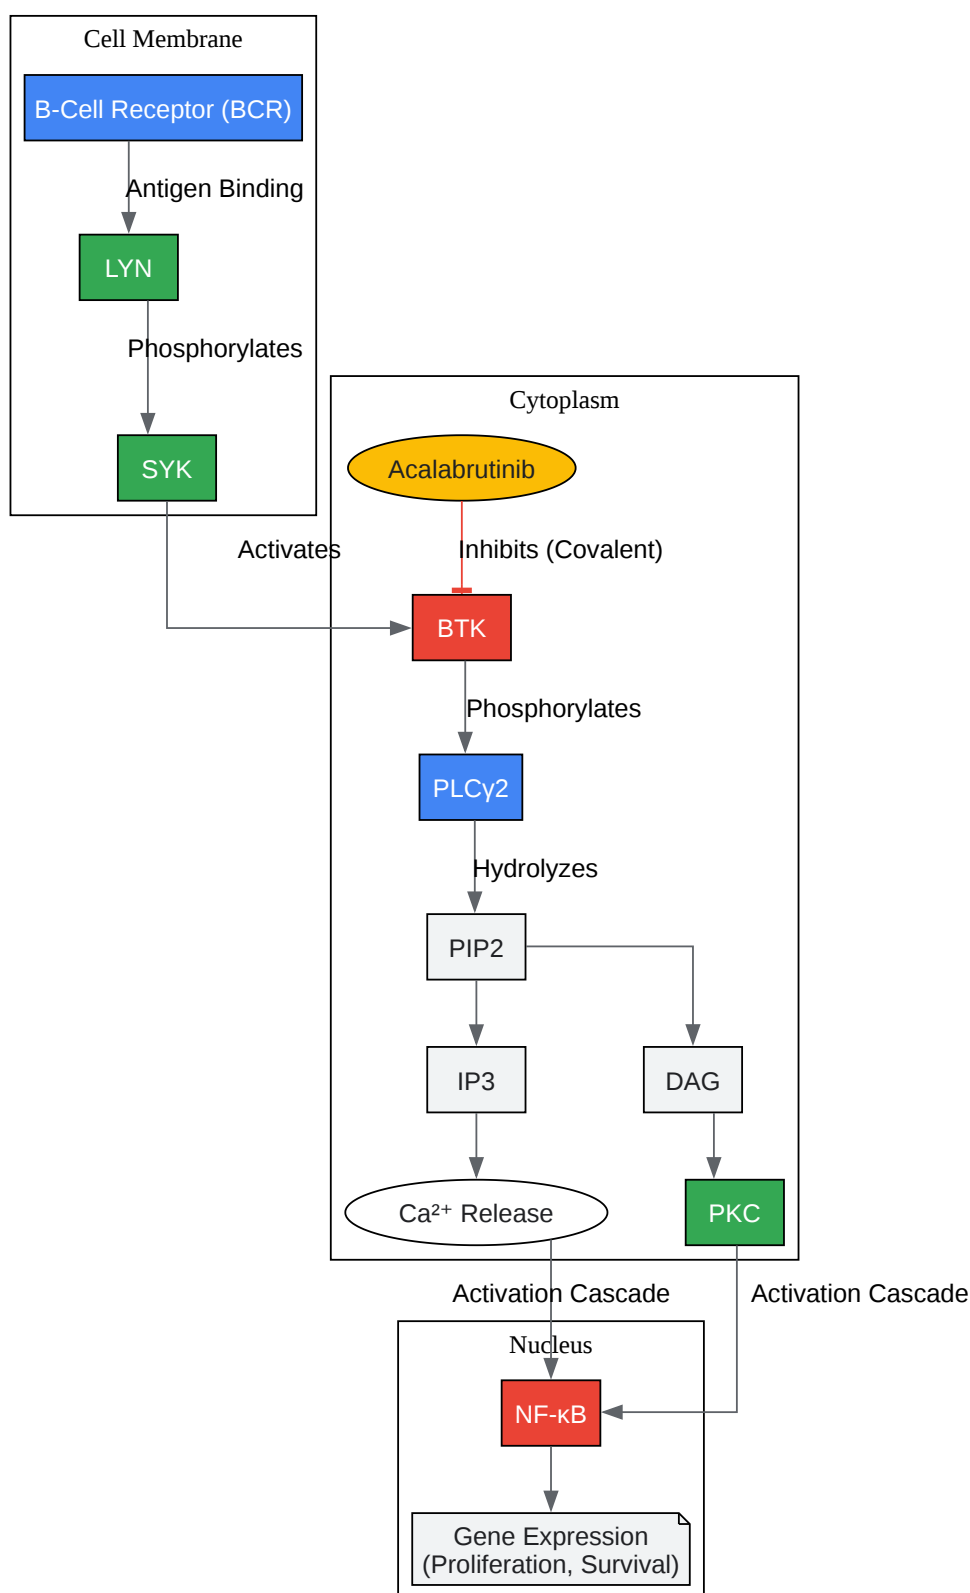 Cell Membrane
B-Cell Receptor (BCR)
Antigen Binding
LYN
Phosphorylates
SYK
Activates
Cytoplasm
Acalabrutinib
Inhibits (Covalent)
BTK
Phosphorylates
PLCγ2
Hydrolyzes
PIP2
IP3
DAG
Ca²⁺ Release
PKC
Activation Cascade
Activation Cascade
Nucleus
NF-κB
Gene Expression
(Proliferation, Survival)